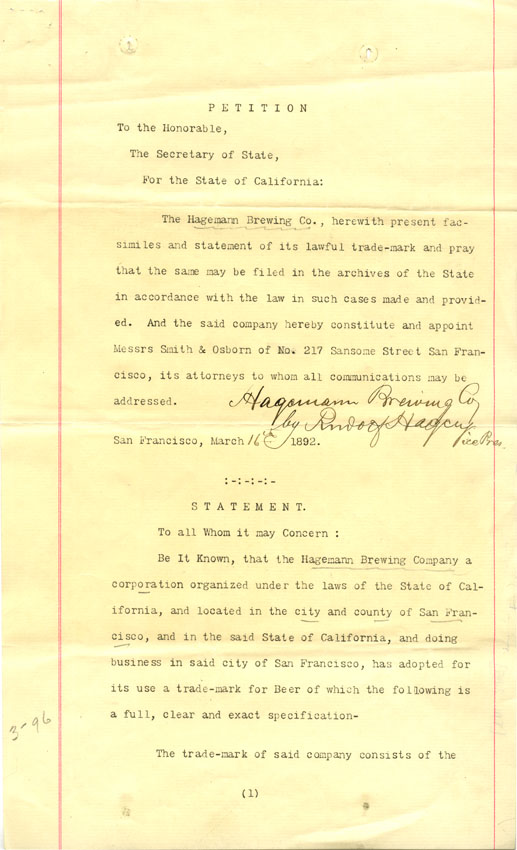 PETITION
To the Honorable,
The Secretary of State,
For the State of California:
The Hagemann Brewing Co., herewith present fac-
similes and statement of its lawful trade-mark and pray
that the same may be filed in the archives of the State
in accordance with the law in such cases made and provid-
ed. And the said company hereby constitute and appoint
Messrs Smith & Osborn of No. 217 Sansome Street San Fran-
cisco, its attorneys to whom all communications may be
addressed. Hagemann Brewing Co
by Rudolf Hagen
Vice Pres.
San Francisco, March 16th 1892.
:-:-:-:-
STATEMENT.
To all Whom it may Concern :
Be It Known, that the Hagemann Brewing Company a
corporation organized under the laws of the State of Cal-
ifornia, and located in the city and county of San Fran-
cisco, and in the said State of California, and doing
business in said city of San Francisco, has adopted for
its use a trade-mark for Beer of which the following is
a full, clear and exact specification-
3-96
The trade-mark of said company consists of the
(1)